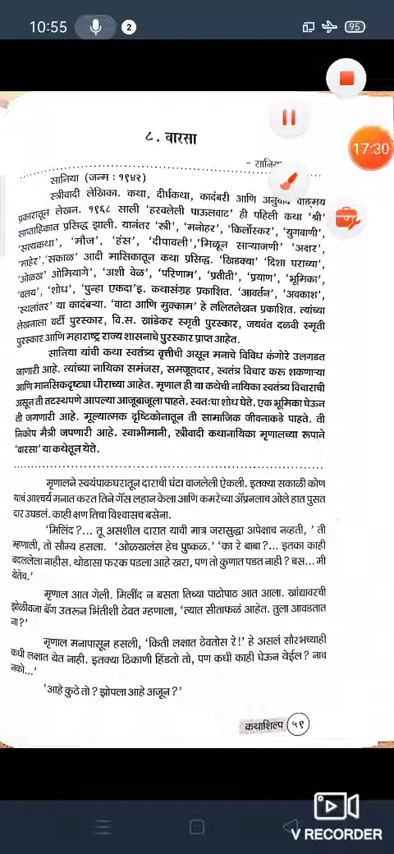 10:55
2
95
17:30
८. वारसा
- सानिया
सानिया (जन्म : १९५२)
स्त्रीवादी लेखिका. कथा, दीर्घकथा, कादंबरी आणि अनुवाद वाङ्मय
प्रकारातून लेखन. १९६८ साली 'हरवलेली पाऊलवाट' ही पहिली कथा 'श्री'
साप्ताहिकात प्रसिद्ध झाली. यानंतर 'स्त्री', 'मनोहर', 'किर्लोस्कर', 'युगवाणी',
'सत्यकथा', 'मौज', 'हंस', 'दीपावली', 'मिळून साऱ्याजणी' 'अक्षर',
'माहेर', 'सकाळ' आदी मासिकातून कथा प्रसिद्ध. 'खिडक्या' 'दिशा घराच्या',
'ओळख' ओमियागे', 'अशी वेळ', 'परिणाम', 'प्रतीती', 'प्रयाण', 'भूमिका',
'वलय', 'शोध', 'पुन्हा एकदा' इ. कथासंग्रह प्रकाशित. 'आवर्तन', 'अवकाश',
'स्थलांतर' या कादंबऱ्या. 'वाटा आणि मुक्काम' हे ललितलेखन प्रकाशित. त्यांच्या
लेखनाला वर्टी पुरस्कार, वि.स. खांडेकर स्मृती पुरस्कार, जयवंत दळवी स्मृती
पुरस्कार आणि महाराष्ट्र राज्य शासनाचे पुरस्कार प्राप्त आहेत.
सानिया यांची कथा स्वतंत्र्य वृत्तीची असून मनाचे विविध कंगोरे उलगडत
जाणारी आहे. त्यांच्या नायिका समंजस, समजूतदार, स्वतंत्र विचार करू शकणाऱ्या
आणि मानसिकदृष्ट्या धीराच्या आहेत. मृणाल ही या कथेची नायिका स्वतंत्र विचाराची
असून ती तटस्थपणे आपल्या आजूबाजूला पाहते. स्वतःचा शोध घेते. एक भूमिका घेऊन
ती जगणारी आहे. मूल्यात्मक दृष्टिकोनातून ती सामाजिक जीवनाकडे पाहते. ती
निकोप मैत्री जपणारी आहे. स्वाभीमानी, स्त्रीवादी कथानायिका मृणालच्या रूपाने
'वारसा' या कथेतून येते.
मृणालने स्वयंपाकघरातून दाराची घंटा वाजलेली ऐकली. इतक्या सकाळी कोण
याचं आश्चर्य मनात करत तिने गॅस लहान केला आणि कमरेच्या अ‍ॅप्रनलाच ओले हात पुसत
दार उघडलं. काही क्षण तिचा विश्वासच बसेना.
'मिलिंद? ... तू असशील दारात याची मात्र जरासुद्धा अपेक्षाच नव्हती, ' ती
म्हणाली, तो सौम्य हसला. 'ओळखलंस हेच पुष्कळ.' 'का रे बाबा?... इतका काही
बदललेला नाहीस. थोडासा फरक पडला आहे खरा, पण तो कुणात पडत नाही? बस... मी
येतेव.'
मृणाल आत गेली. मिलींद न बसता तिच्या पाठोपाठ आत आला. खांद्यावरची
झोळीवजा बॅग उतरून भिंतीशी ठेवत म्हणाला, 'त्यात सीताफळं आहेत. तुला आवडतात
ना?'
मृणाल मनापासून हसली, 'किती लक्षात ठेवतोस रे!' हे असलं सौरभच्याही
कधी लक्षात येत नाही. इतक्या ठिकाणी हिंडतो तो, पण कधी काही घेऊन येईल? नाव
नको...'
'आहे कुठे तो? झोपला आहे अजून?'
कथाशिल्प ५९
V RECORDER